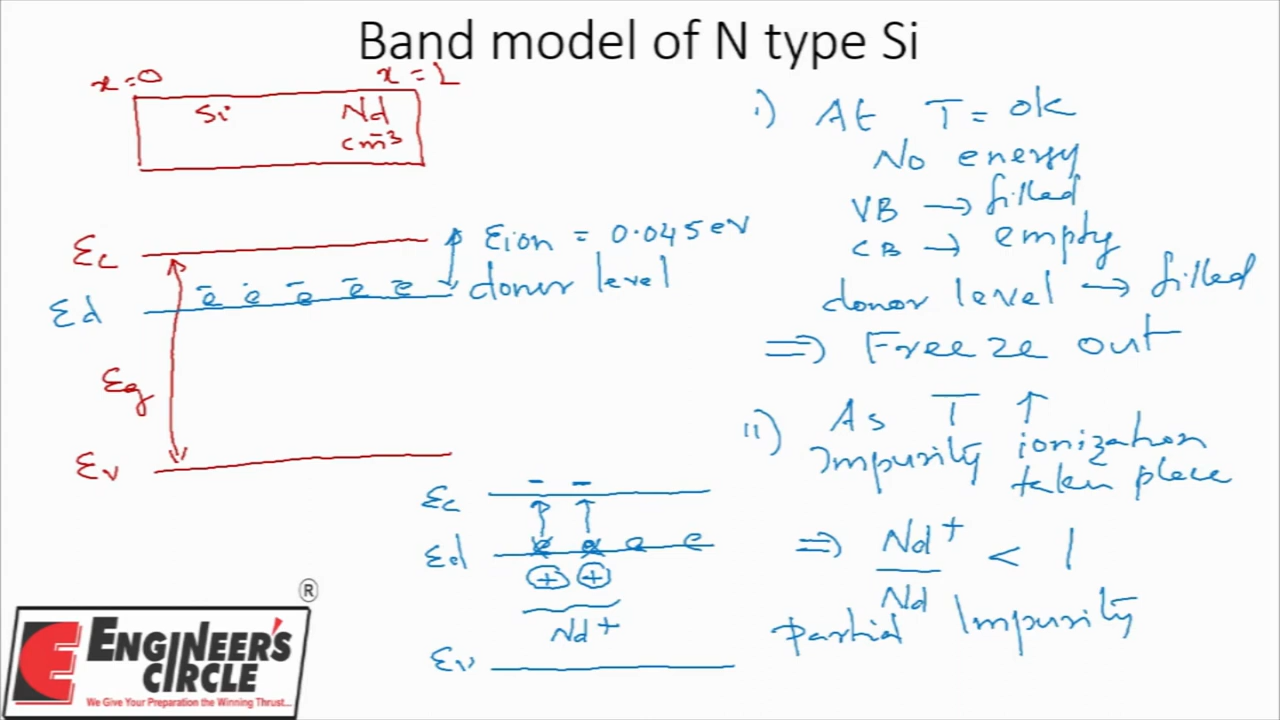 Band model of N type Si
x=0
x=L
Si
Nd
cm⁻³
Ec
Eion = 0.045eV
donor level
ē ē ē ē ē
Ed
Eg
Ev
i) At T=0K
No energy
VB → filled
CB → empty
donor level → filled
⇒ Freeze out
ii) As T ↑
Impurity ionization
taken place
⇒ Nd⁺/Nd < 1
Partial Impurity
Ec
- -
Ed
e e e e
+ +
Nd⁺
Ev
®
ENGINEER'S
CIRCLE
We Give Your Preparation the Winning Thrust...